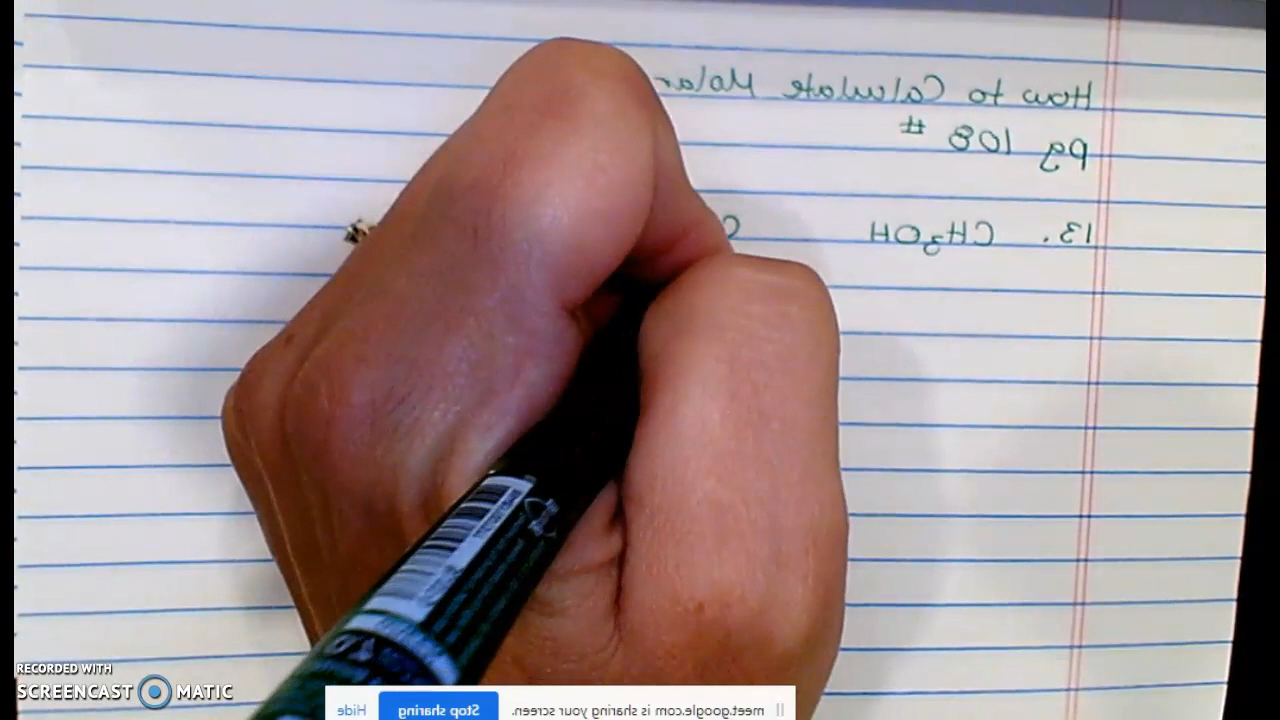 How to Calculate Molar
pg 108 #
13. CH3OH C
RECORDED WITH
SCREENCAST MATIC
meet.google.com is sharing your screen. Stop sharing Hide